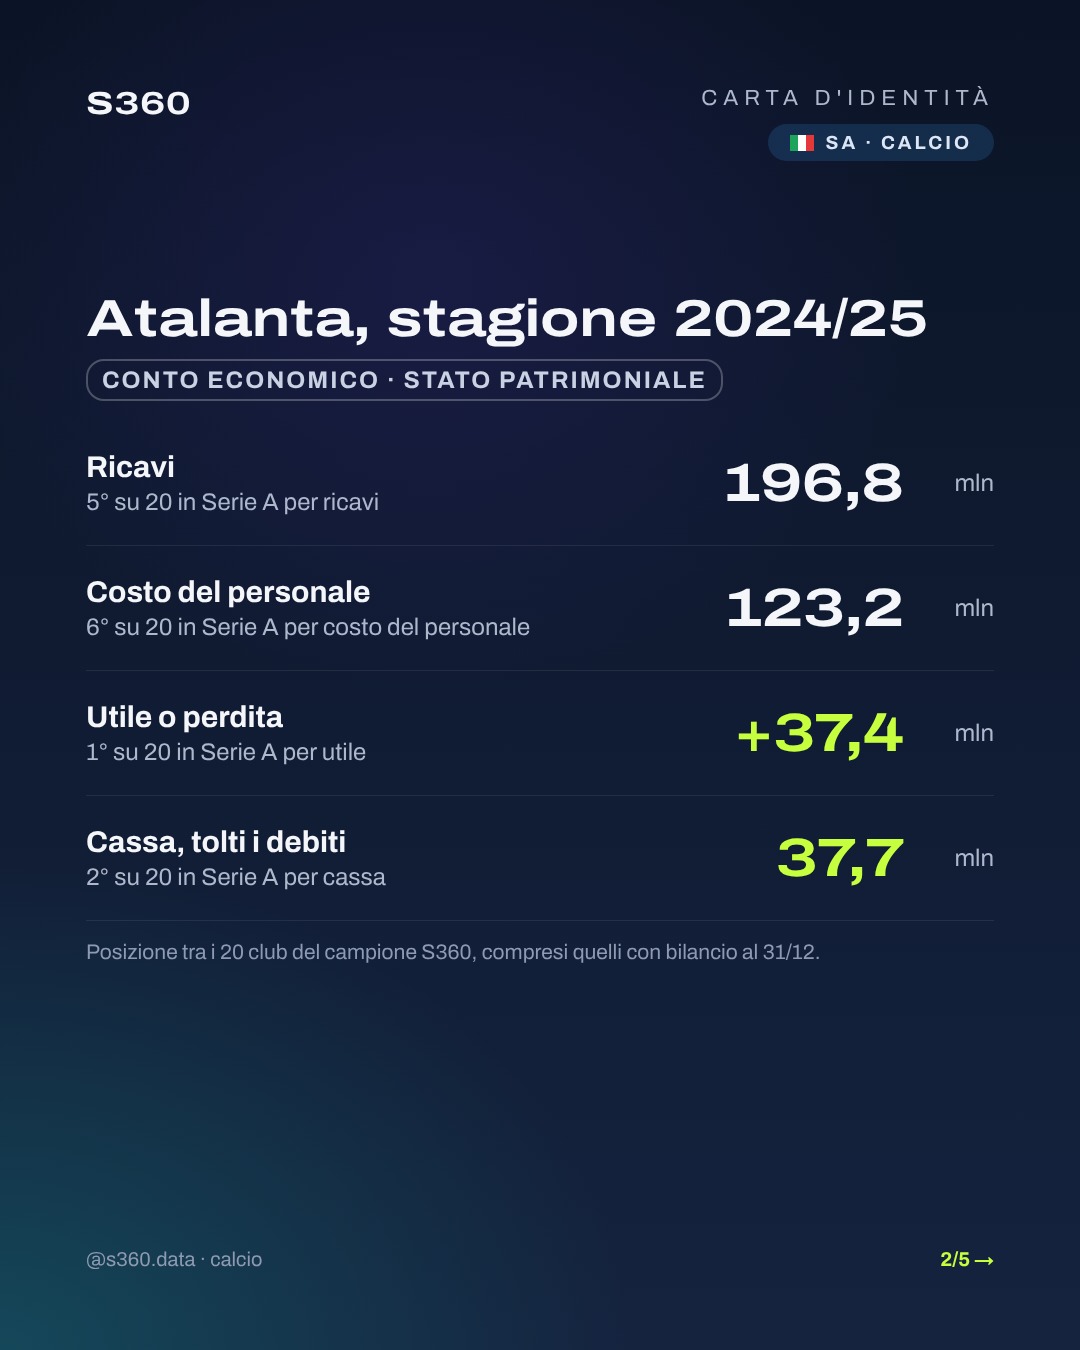 S360
CARTA D'IDENTITÀ
SA · CALCIO
Atalanta, stagione 2024/25
CONTO ECONOMICO · STATO PATRIMONIALE
Ricavi
5° su 20 in Serie A per ricavi
196,8 mln
Costo del personale
6° su 20 in Serie A per costo del personale
123,2 mln
Utile o perdita
1° su 20 in Serie A per utile
+37,4 mln
Cassa, tolti i debiti
2° su 20 in Serie A per cassa
37,7 mln
Posizione tra i 20 club del campione S360, compresi quelli con bilancio al 31/12.
@s360.data · calcio
2/5 →